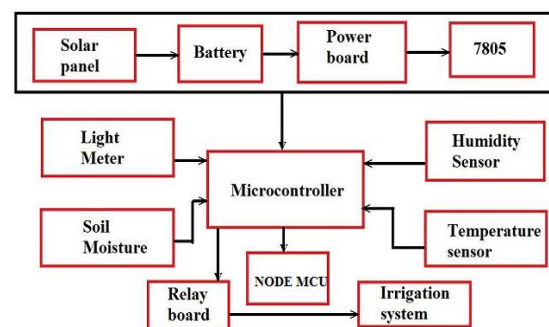 Solar
panel
Battery
Power
board
7805
Light
Meter
Humidity
Sensor
Microcontroller
Soil
Moisture
Temperature
sensor
NODE MCU
Relay
board
Irrigation
system